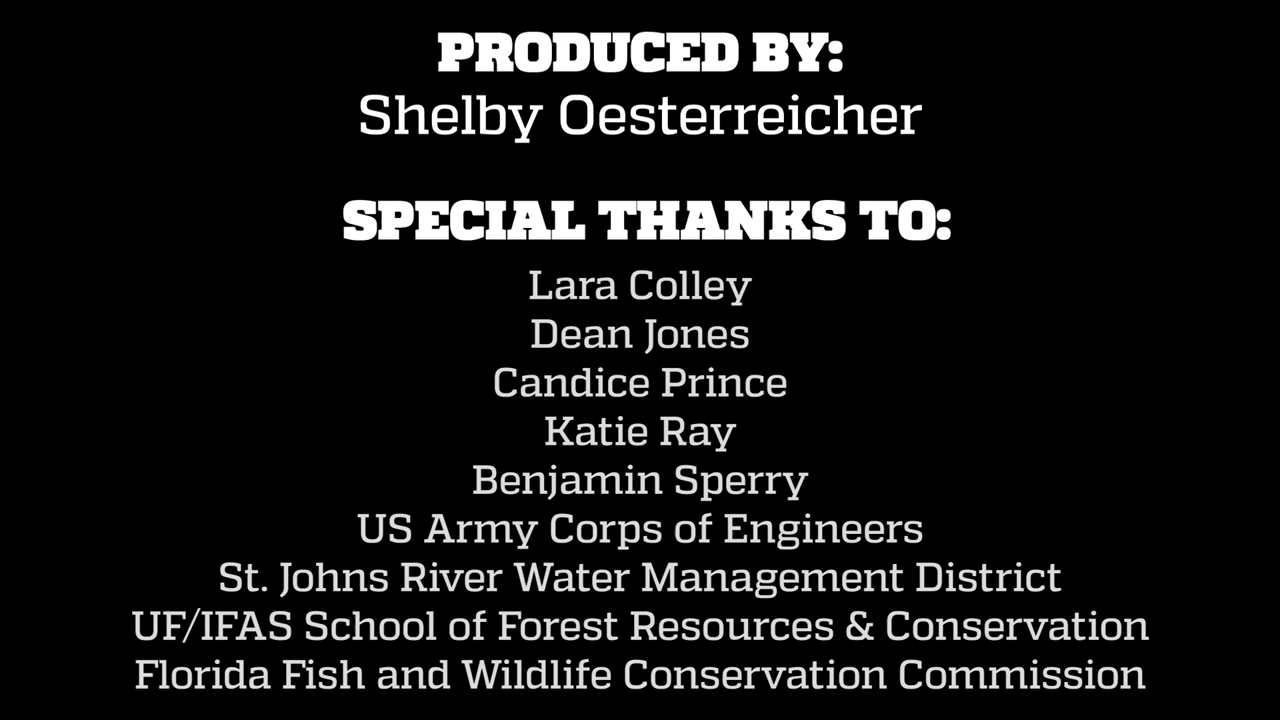 PRODUCED BY:
Shelby Oesterreicher
SPECIAL THANKS TO:
Lara Colley
Dean Jones
Candice Prince
Katie Ray
Benjamin Sperry
US Army Corps of Engineers
St. Johns River Water Management District
UF/IFAS School of Forest Resources & Conservation
Florida Fish and Wildlife Conservation Commission